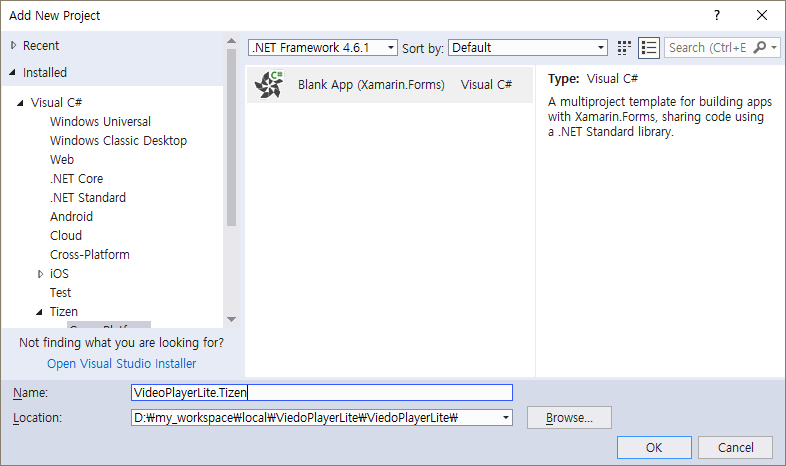 Add New Project
?
Recent
Installed
.NET Framework 4.6.1
Sort by:
Default
Search (Ctrl+E
Visual C#
Windows Universal
Windows Classic Desktop
Web
.NET Core
.NET Standard
Android
Cloud
Cross-Platform
iOS
Test
Tizen
C#
Blank App (Xamarin.Forms)
Visual C#
Type: Visual C#
A multiproject template for building apps
with Xamarin.Forms, sharing code using
a .NET Standard library.
Not finding what you are looking for?
Open Visual Studio Installer
Name:
VideoPlayerLite.Tizen
Location:
D:₩my_workspace₩local₩ViedoPlayerLite₩ViedoPlayerLite₩
Browse...
OK
Cancel